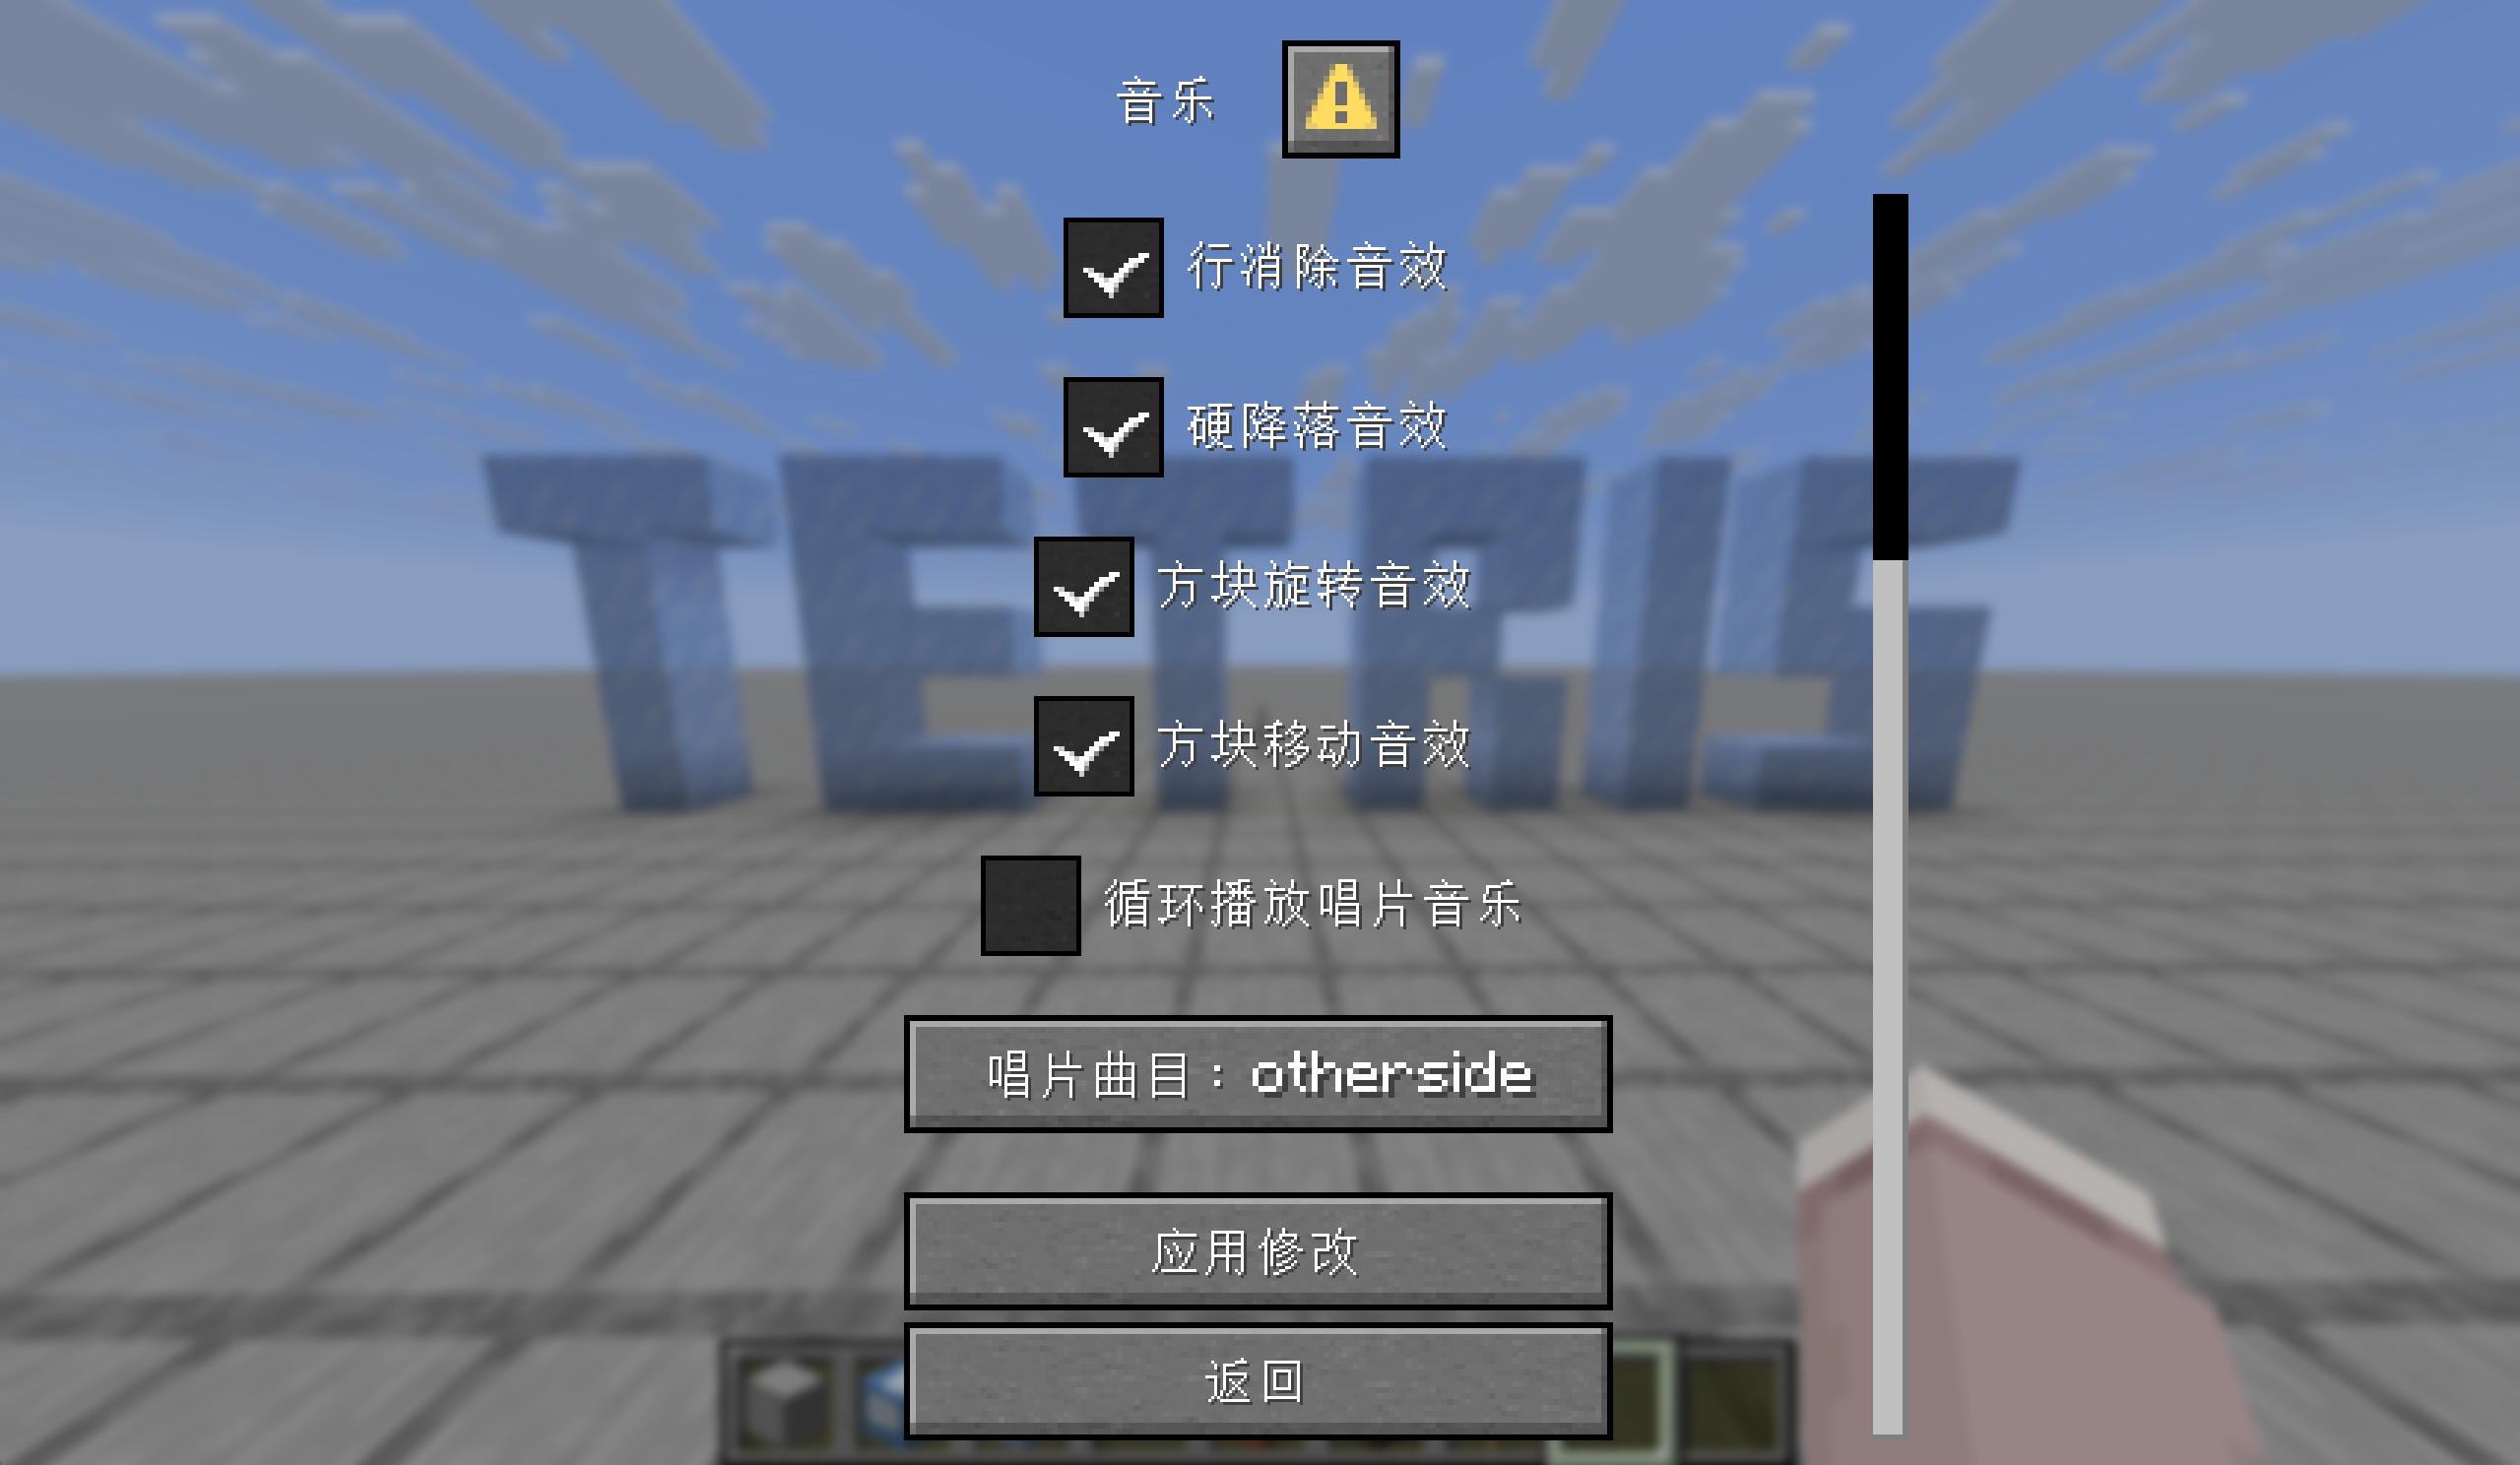 音乐
行消除音效
硬降落音效
TETRIS
方块旋转音效
方块移动音效
循环播放唱片音乐
唱片曲目：otherside
应用修改
返回